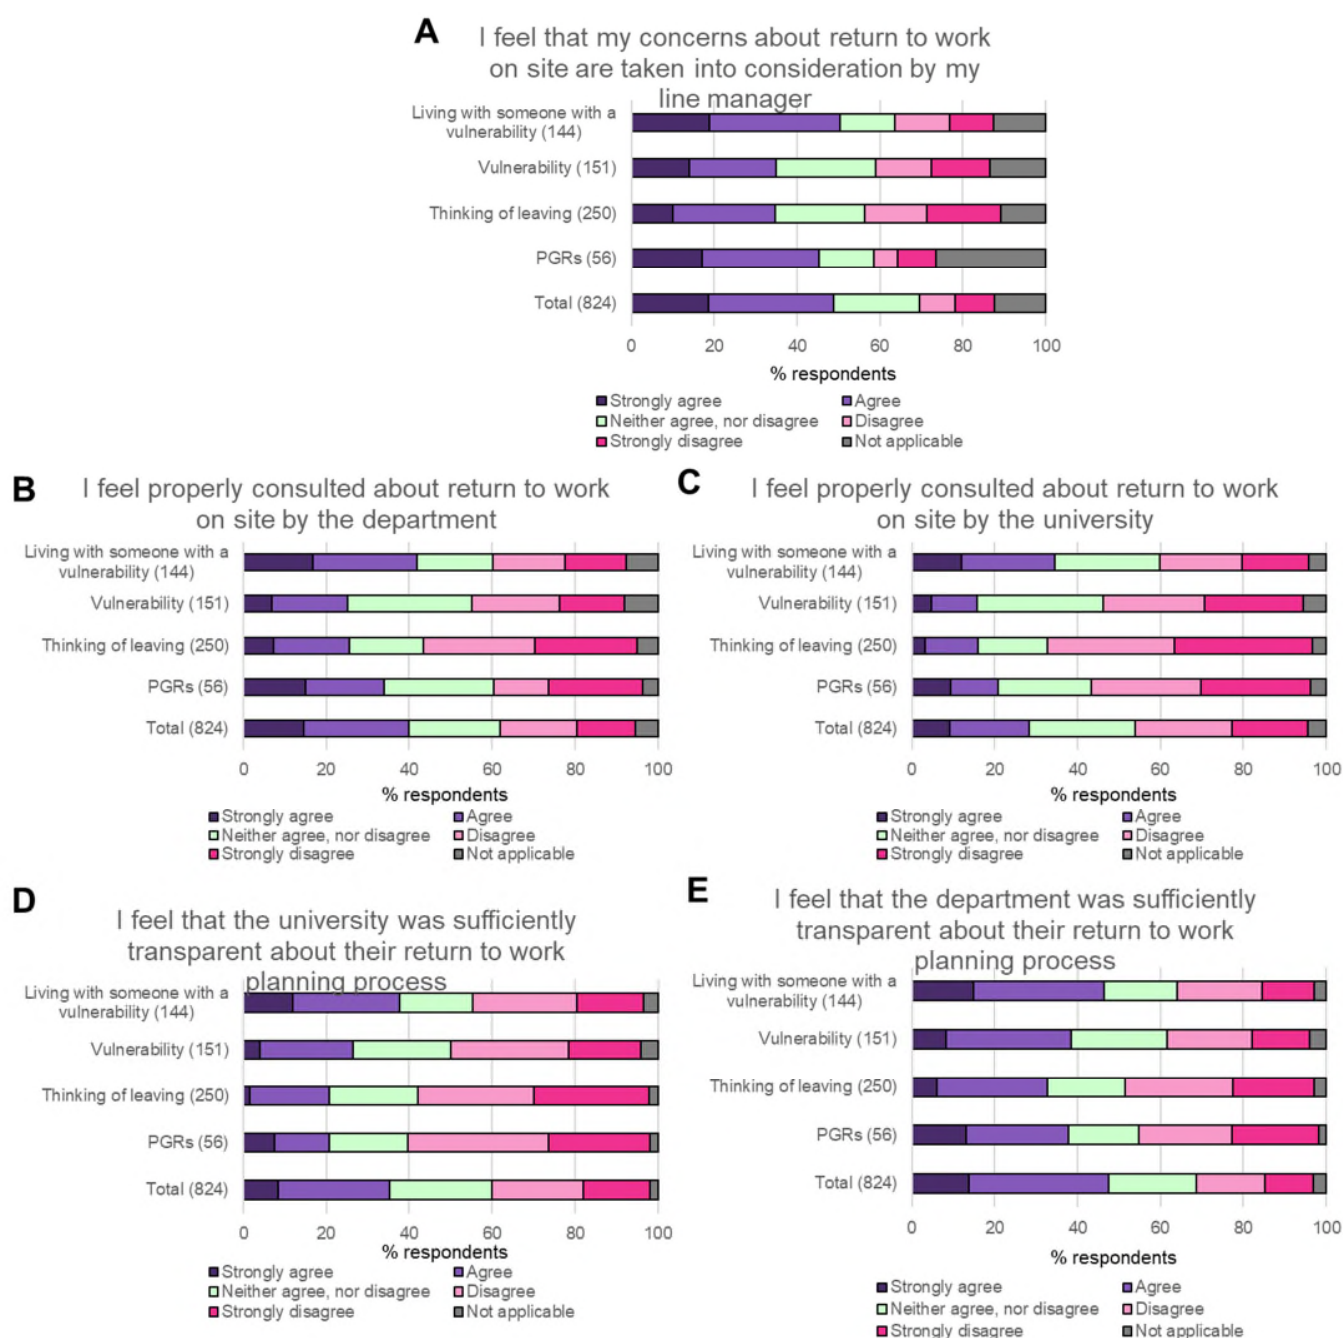 A
I feel that my concerns about return to work
on site are taken into consideration by my
line manager
Living with someone with a
vulnerability (144)
Vulnerability (151)
Thinking of leaving (250)
PGRs (56)
Total (824)
0 20 40 60 80 100
% respondents
Strongly agree Agree
Neither agree, nor disagree Disagree
Strongly disagree Not applicable
B
I feel properly consulted about return to work
on site by the department
Living with someone with a
vulnerability (144)
Vulnerability (151)
Thinking of leaving (250)
PGRs (56)
Total (824)
0 20 40 60 80 100
% respondents
Strongly agree Agree
Neither agree, nor disagree Disagree
Strongly disagree Not applicable
C
I feel properly consulted about return to work
on site by the university
Living with someone with a
vulnerability (144)
Vulnerability (151)
Thinking of leaving (250)
PGRs (56)
Total (824)
0 20 40 60 80 100
% respondents
Strongly agree Agree
Neither agree, nor disagree Disagree
Strongly disagree Not applicable
D
I feel that the university was sufficiently
transparent about their return to work
planning process
Living with someone with a
vulnerability (144)
Vulnerability (151)
Thinking of leaving (250)
PGRs (56)
Total (824)
0 20 40 60 80 100
% respondents
Strongly agree Agree
Neither agree, nor disagree Disagree
Strongly disagree Not applicable
E
I feel that the department was sufficiently
transparent about their return to work
planning process
Living with someone with a
vulnerability (144)
Vulnerability (151)
Thinking of leaving (250)
PGRs (56)
Total (824)
0 20 40 60 80 100
% respondents
Strongly agree Agree
Neither agree, nor disagree Disagree
Strongly disagree Not applicable